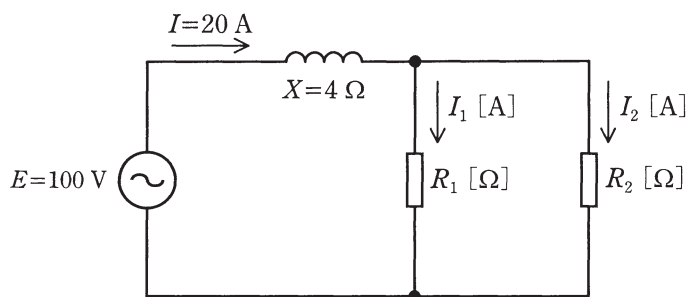 I=20 A
X=4 Ω
I₁ [A]
I₂ [A]
E=100 V
R₁ [Ω]
R₂ [Ω]